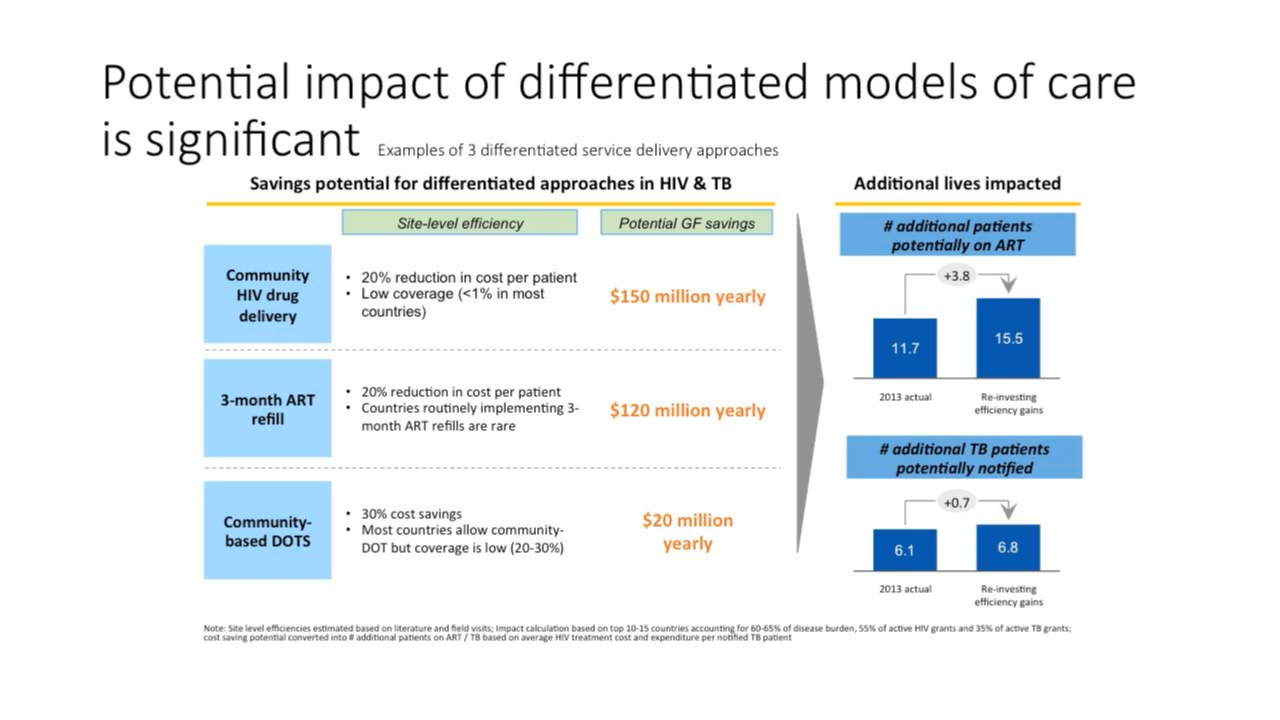 Potential impact of differentiated models of care
is significant Examples of 3 differentiated service delivery approaches
Savings potential for differentiated approaches in HIV & TB
Site-level efficiency
Potential GF savings
Community
HIV drug
delivery
• 20% reduction in cost per patient
• Low coverage (<1% in most
countries)
$150 million yearly
3-month ART
refill
• 20% reduction in cost per patient
• Countries routinely implementing 3-
month ART refills are rare
$120 million yearly
Community-
based DOTS
• 30% cost savings
• Most countries allow community-
DOT but coverage is low (20-30%)
$20 million
yearly
Additional lives impacted
# additional patients
potentially on ART
+3.8
11.7
15.5
2013 actual
Re-investing
efficiency gains
# additional TB patients
potentially notified
+0.7
6.1
6.8
2013 actual
Re-investing
efficiency gains
Note: Site level efficiencies estimated based on literature and field visits; Impact calculation based on top 10-15 countries accounting for 60-65% of disease burden, 55% of active HIV grants and 35% of active TB grants;
cost saving potential converted into # additional patients on ART / TB based on average HIV treatment cost and expenditure per notified TB patient